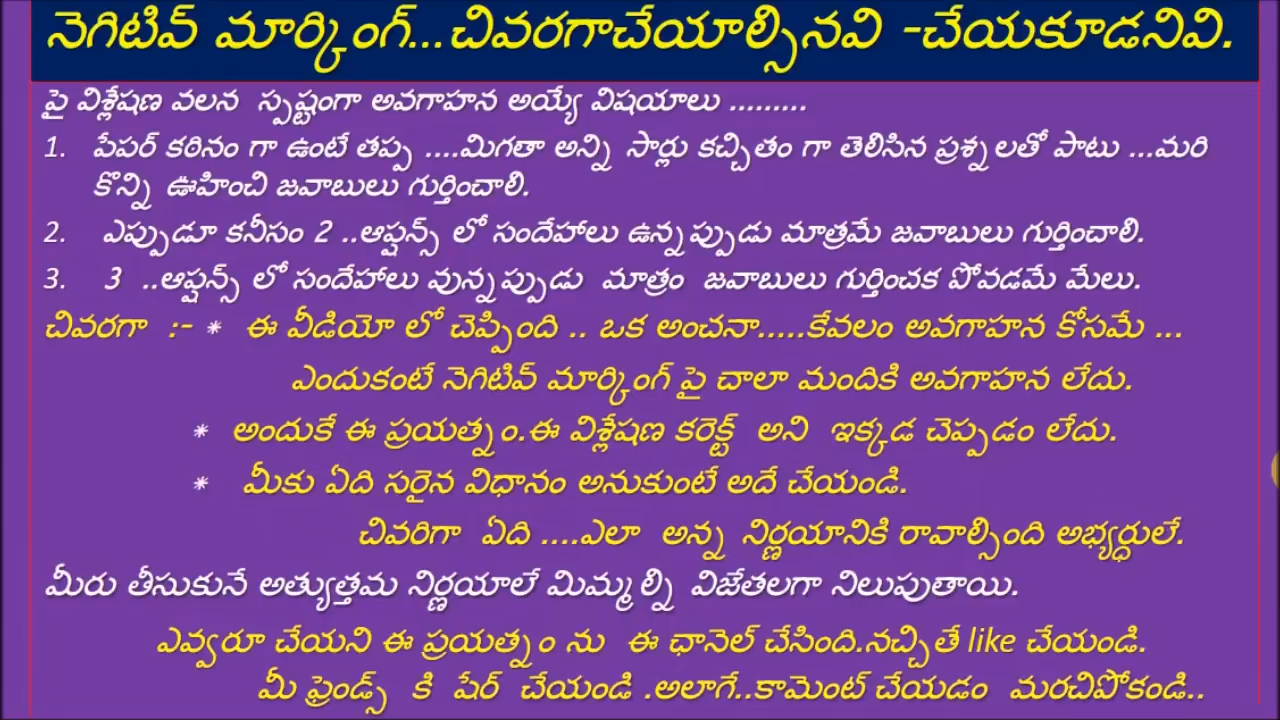 నెగిటివ్ మార్కింగ్...చివరగాచేయాల్సినవి -చేయకూడనివి.
పై విశ్లేషణ వలన స్పష్టంగా అవగాహన అయ్యే విషయాలు .........
1. పేపర్ కఠినం గా ఉంటే తప్ప ....మిగతా అన్ని సార్లు కచ్చితం గా తెలిసిన ప్రశ్నలతో పాటు ...మరి
కొన్ని ఊహించి జవాబులు గుర్తించాలి.
2. ఎప్పుడూ కనీసం 2 ..ఆప్షన్స్ లో సందేహాలు ఉన్నప్పుడు మాత్రమే జవాబులు గుర్తించాలి.
3. 3 ..ఆప్షన్స్ లో సందేహాలు వున్నప్పుడు మాత్రం జవాబులు గుర్తించక పోవడమే మేలు.
చివరగా :- * ఈ వీడియో లో చెప్పింది .. ఒక అంచనా.....కేవలం అవగాహన కోసమే ...
ఎందుకంటే నెగిటివ్ మార్కింగ్ పై చాలా మందికి అవగాహన లేదు.
* అందుకే ఈ ప్రయత్నం.ఈ విశ్లేషణ కరెక్ట్ అని ఇక్కడ చెప్పడం లేదు.
* మీకు ఏది సరైన విధానం అనుకుంటే అదే చేయండి.
చివరిగా ఏది ....ఎలా అన్న నిర్ణయానికి రావాల్సింది అభ్యర్ధులే.
మీరు తీసుకునే అత్యుత్తమ నిర్ణయాలే మిమ్మల్ని విజేతలగా నిలుపుతాయి.
ఎవ్వరూ చేయని ఈ ప్రయత్నం ను ఈ ఛానెల్ చేసింది.నచ్చితే like చేయండి.
మీ ఫ్రెండ్స్ కి షేర్ చేయండి .అలాగే..కామెంట్ చేయడం మరచిపోకండి..